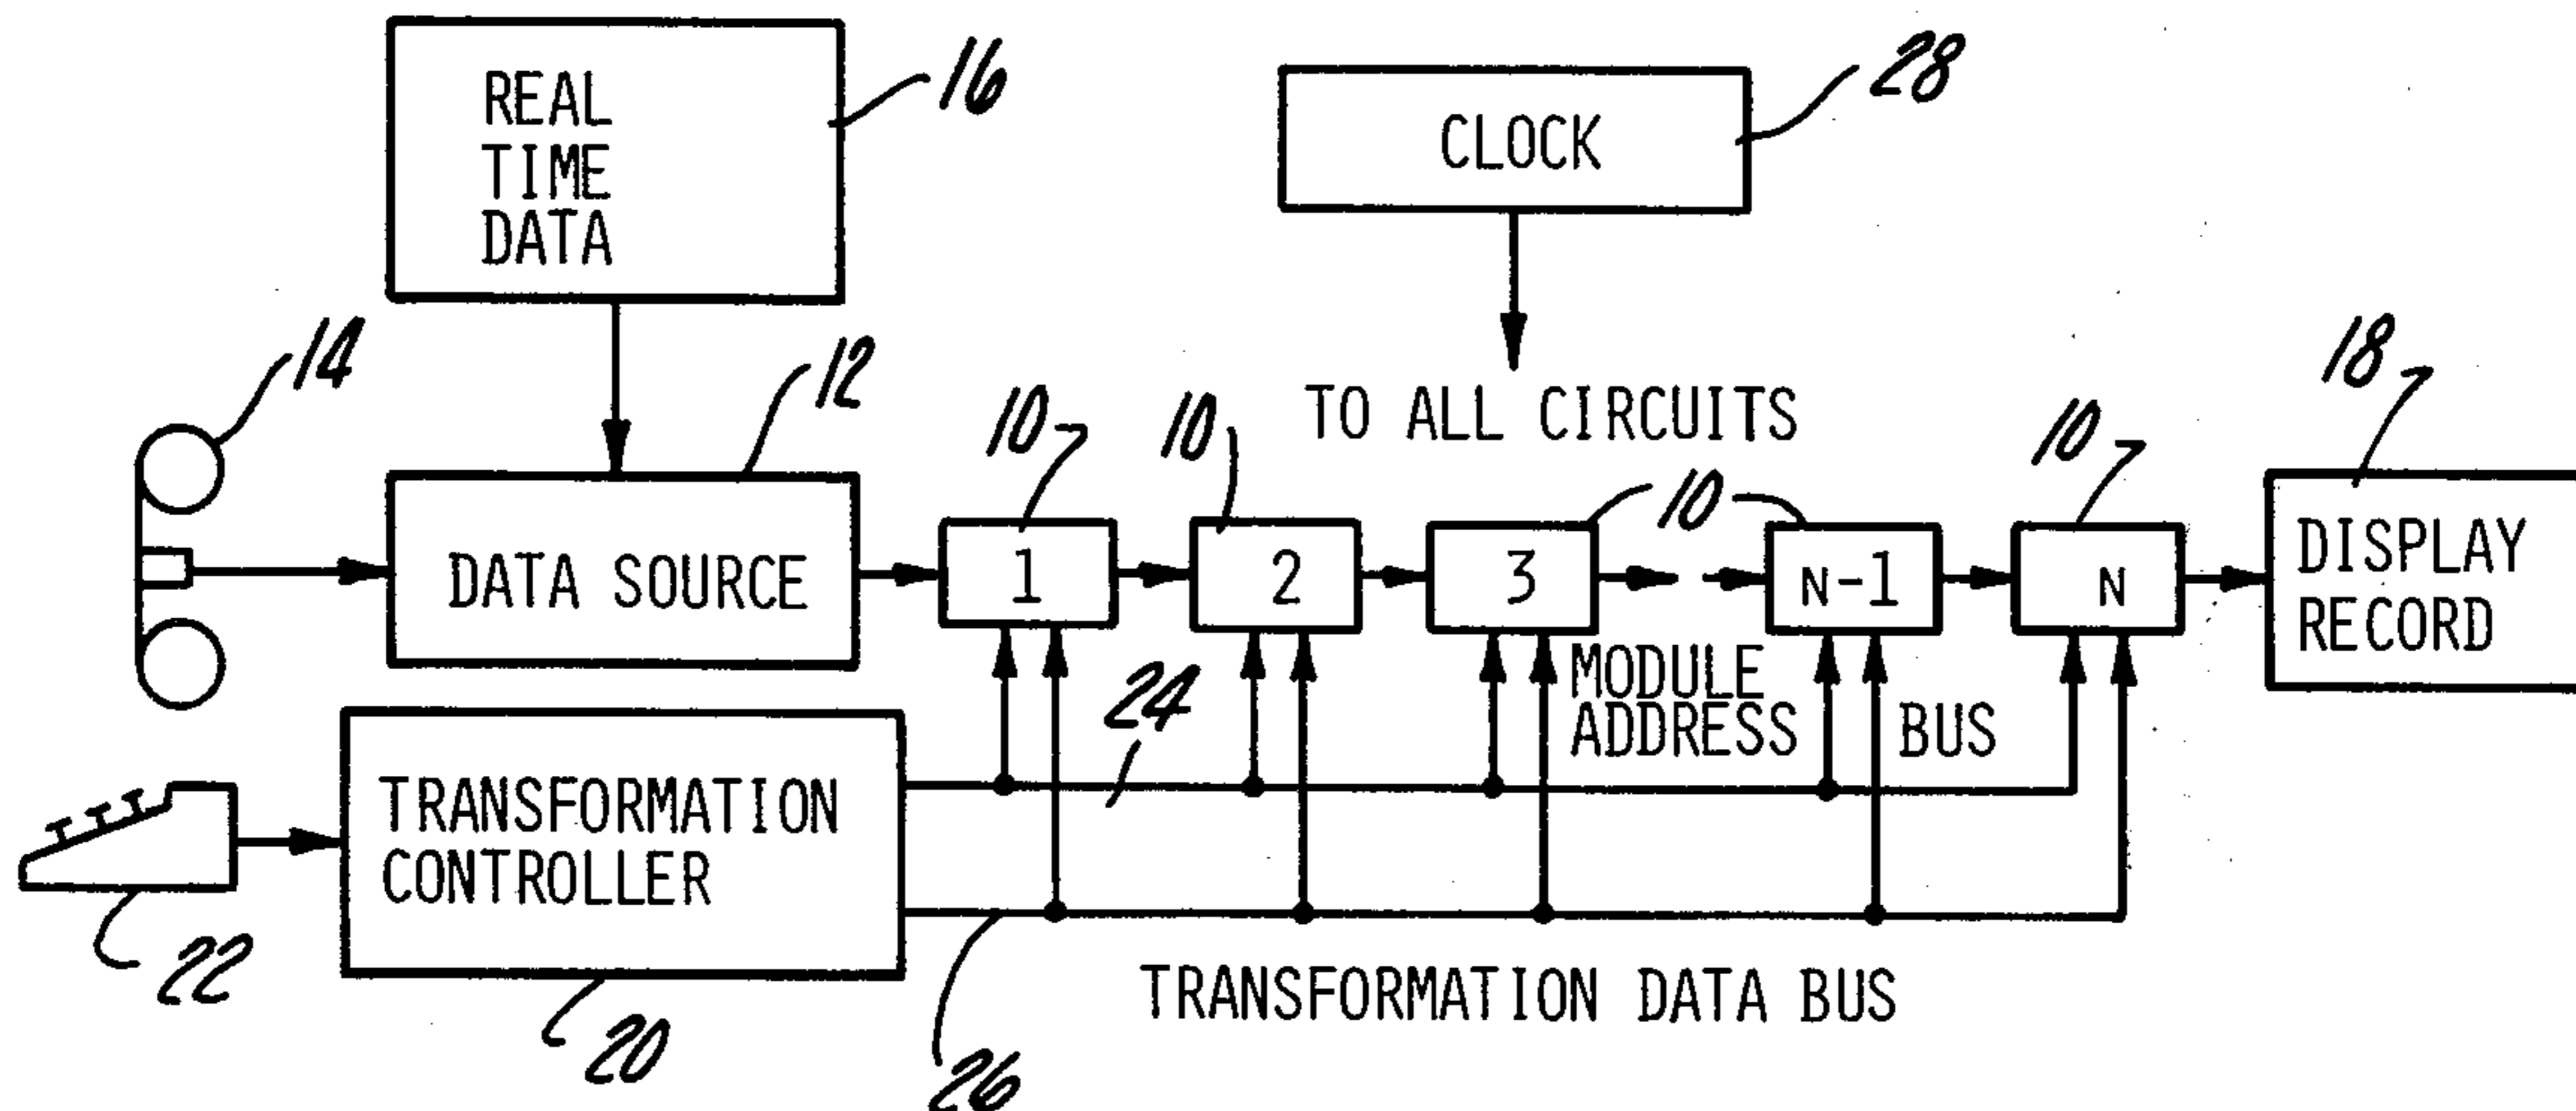 REAL
TIME
DATA
16
CLOCK
28
TO ALL CIRCUITS
14
12
10
10
10
10
18
DATA SOURCE
1
2
3
N-1
N
DISPLAY
RECORD
MODULE
ADDRESS BUS
24
TRANSFORMATION
CONTROLLER
22
20
26
TRANSFORMATION DATA BUS